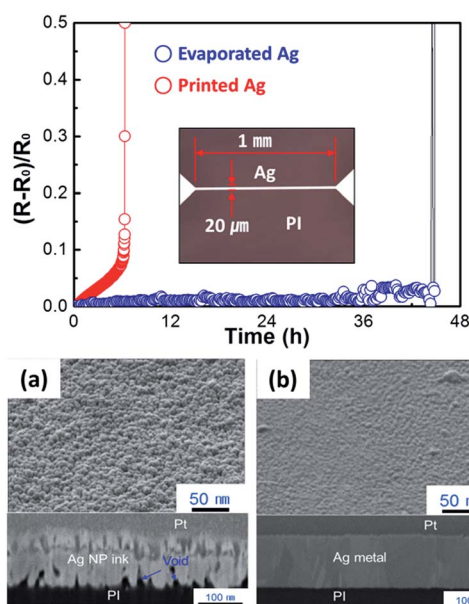 0.5
0.4
0.3
0.2
0.1
0.0
(R-R₀)/R₀
Evaporated Ag
Printed Ag
1 mm
Ag
20 μm
PI
0
12
24
36
48
Time (h)
(a)
50 nm
Pt
Ag NP ink
Void
PI
100 nm
(b)
50 nm
Pt
Ag metal
PI
100